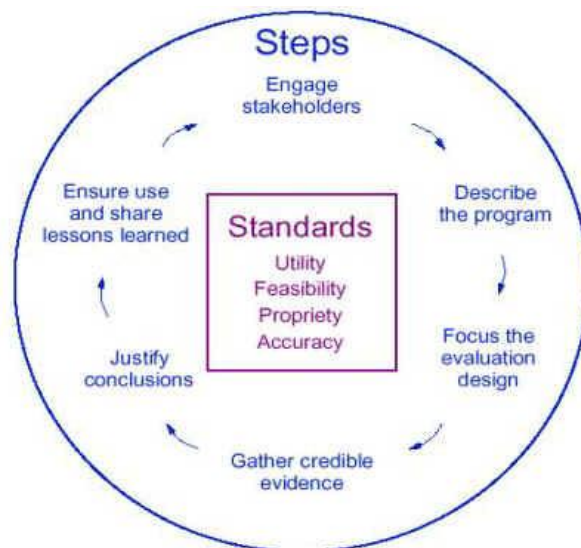 Steps
Engage
stakeholders
Describe
the program
Focus the
evaluation
design
Gather credible
evidence
Justify
conclusions
Ensure use
and share
lessons learned
Standards
Utility
Feasibility
Propriety
Accuracy